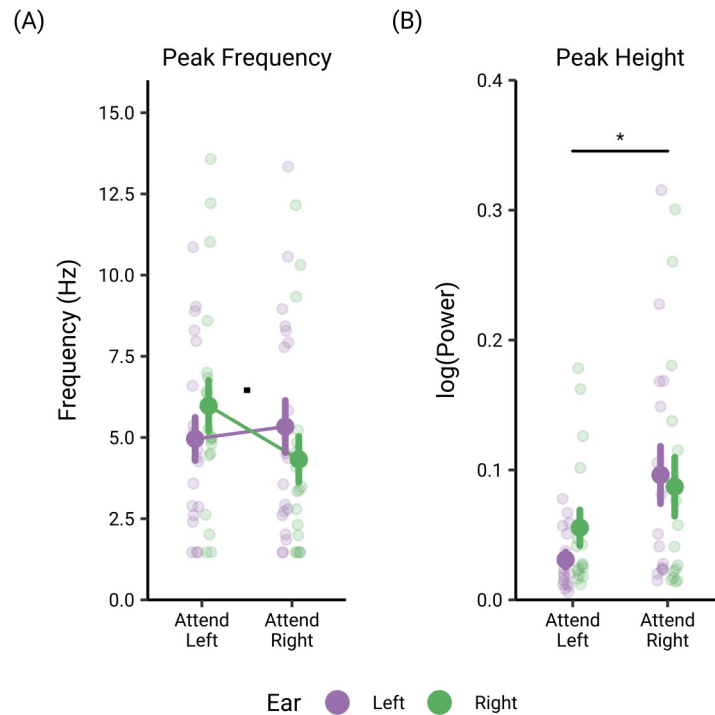 (A)
Peak Frequency
Frequency (Hz)
15.0
12.5
10.0
7.5
5.0
2.5
0.0
Attend
Left
Attend
Right
(B)
Peak Height
log(Power)
0.4
0.3
0.2
0.1
0.0
*
Attend
Left
Attend
Right
Ear
Left
Right